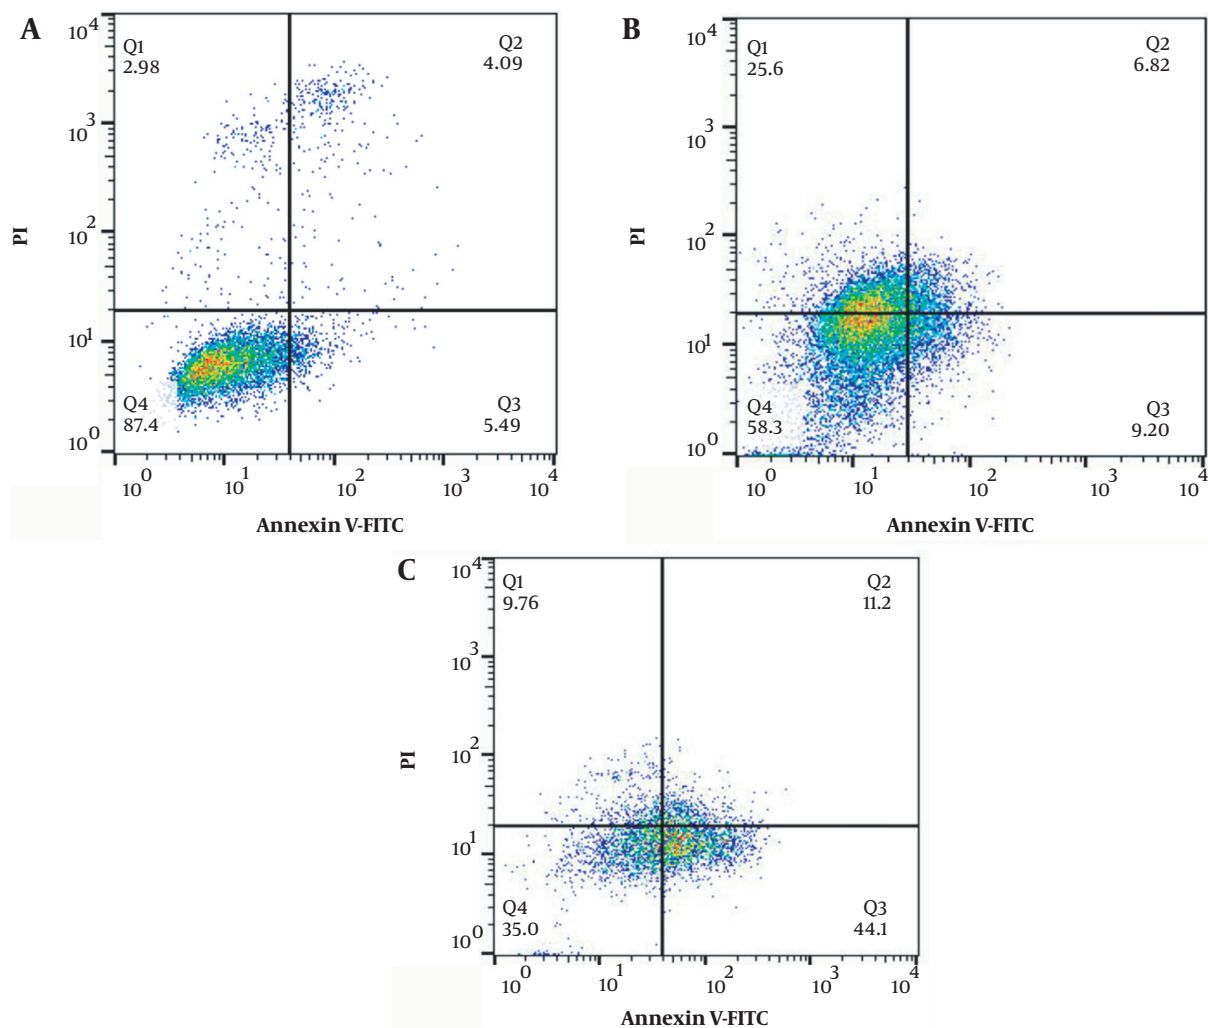 A
Q1
2.98
Q2
4.09
Q4
87.4
Q3
5.49
10^4
10^3
10^2
10^1
10^0
PI
10^0 10^1 10^2 10^3 10^4
Annexin V-FITC
B
Q1
25.6
Q2
6.82
Q4
58.3
Q3
9.20
10^4
10^3
10^2
10^1
10^0
PI
10^0 10^1 10^2 10^3 10^4
Annexin V-FITC
C
Q1
9.76
Q2
11.2
Q4
35.0
Q3
44.1
10^4
10^3
10^2
10^1
10^0
PI
10^0 10^1 10^2 10^3 10^4
Annexin V-FITC